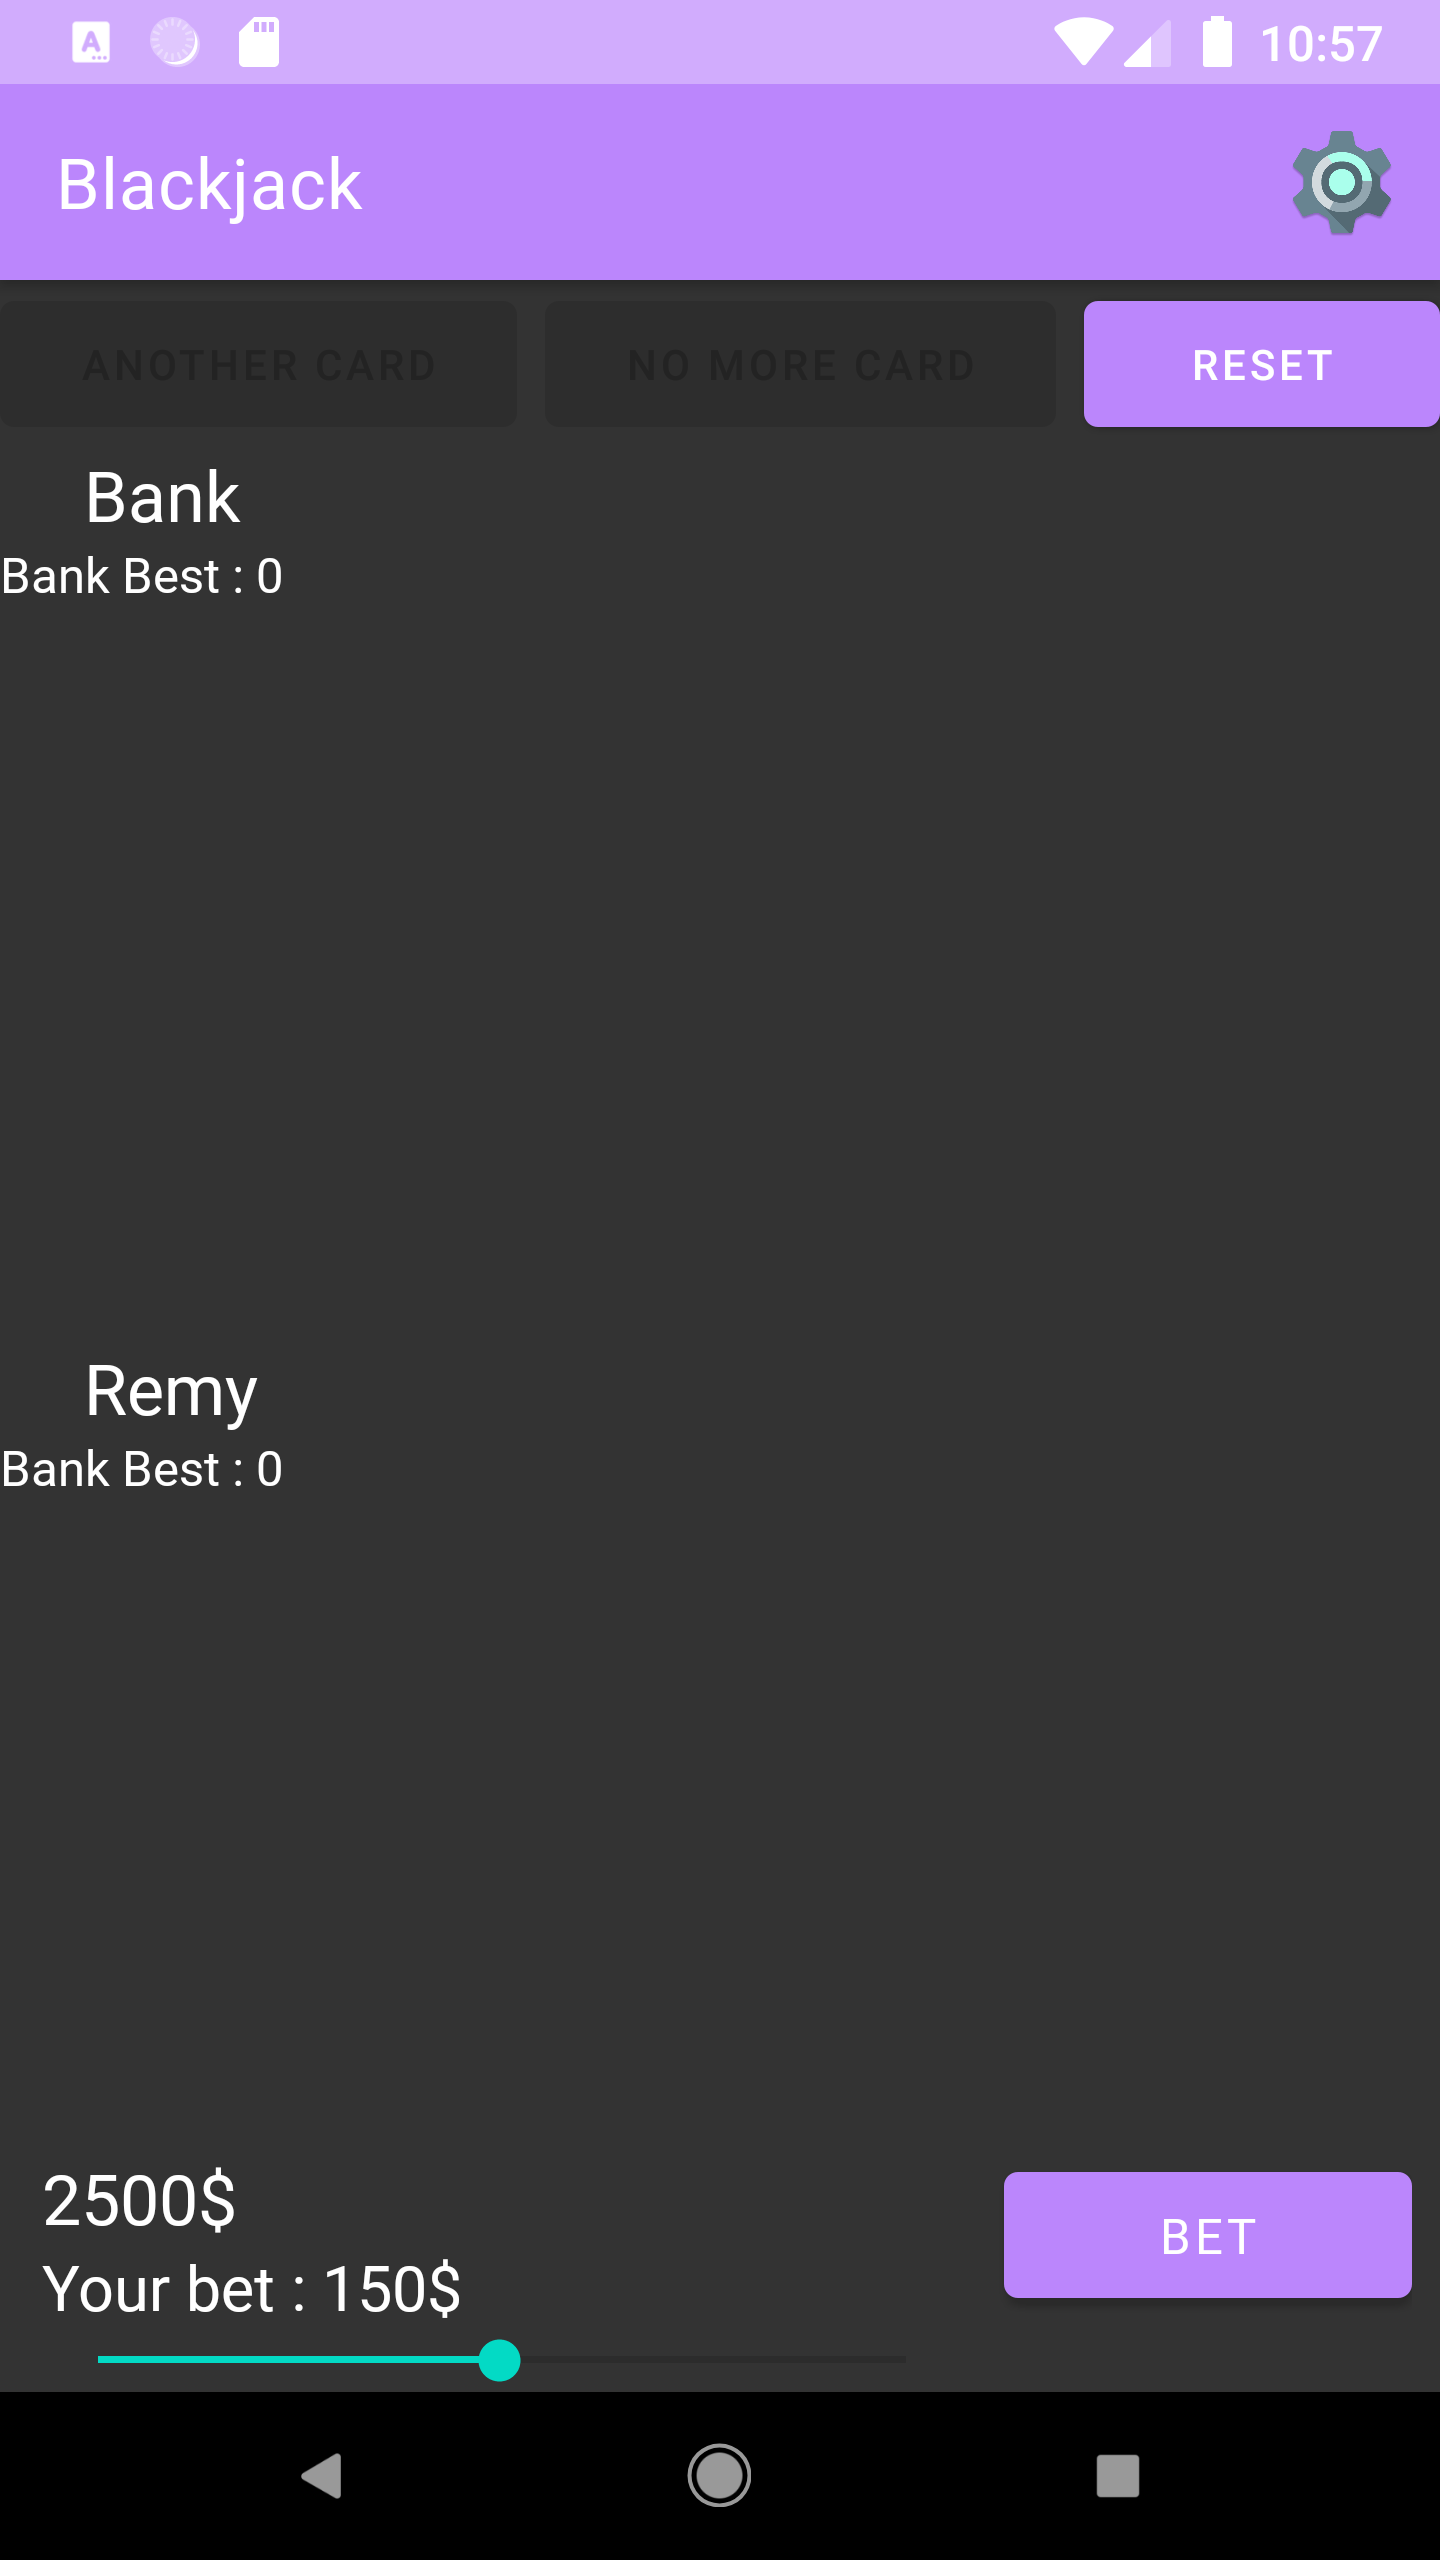 10:57
Blackjack
ANOTHER CARD NO MORE CARD RESET
Bank
Bank Best : 0
Remy
Bank Best : 0
2500$
BET
Your bet : 150$